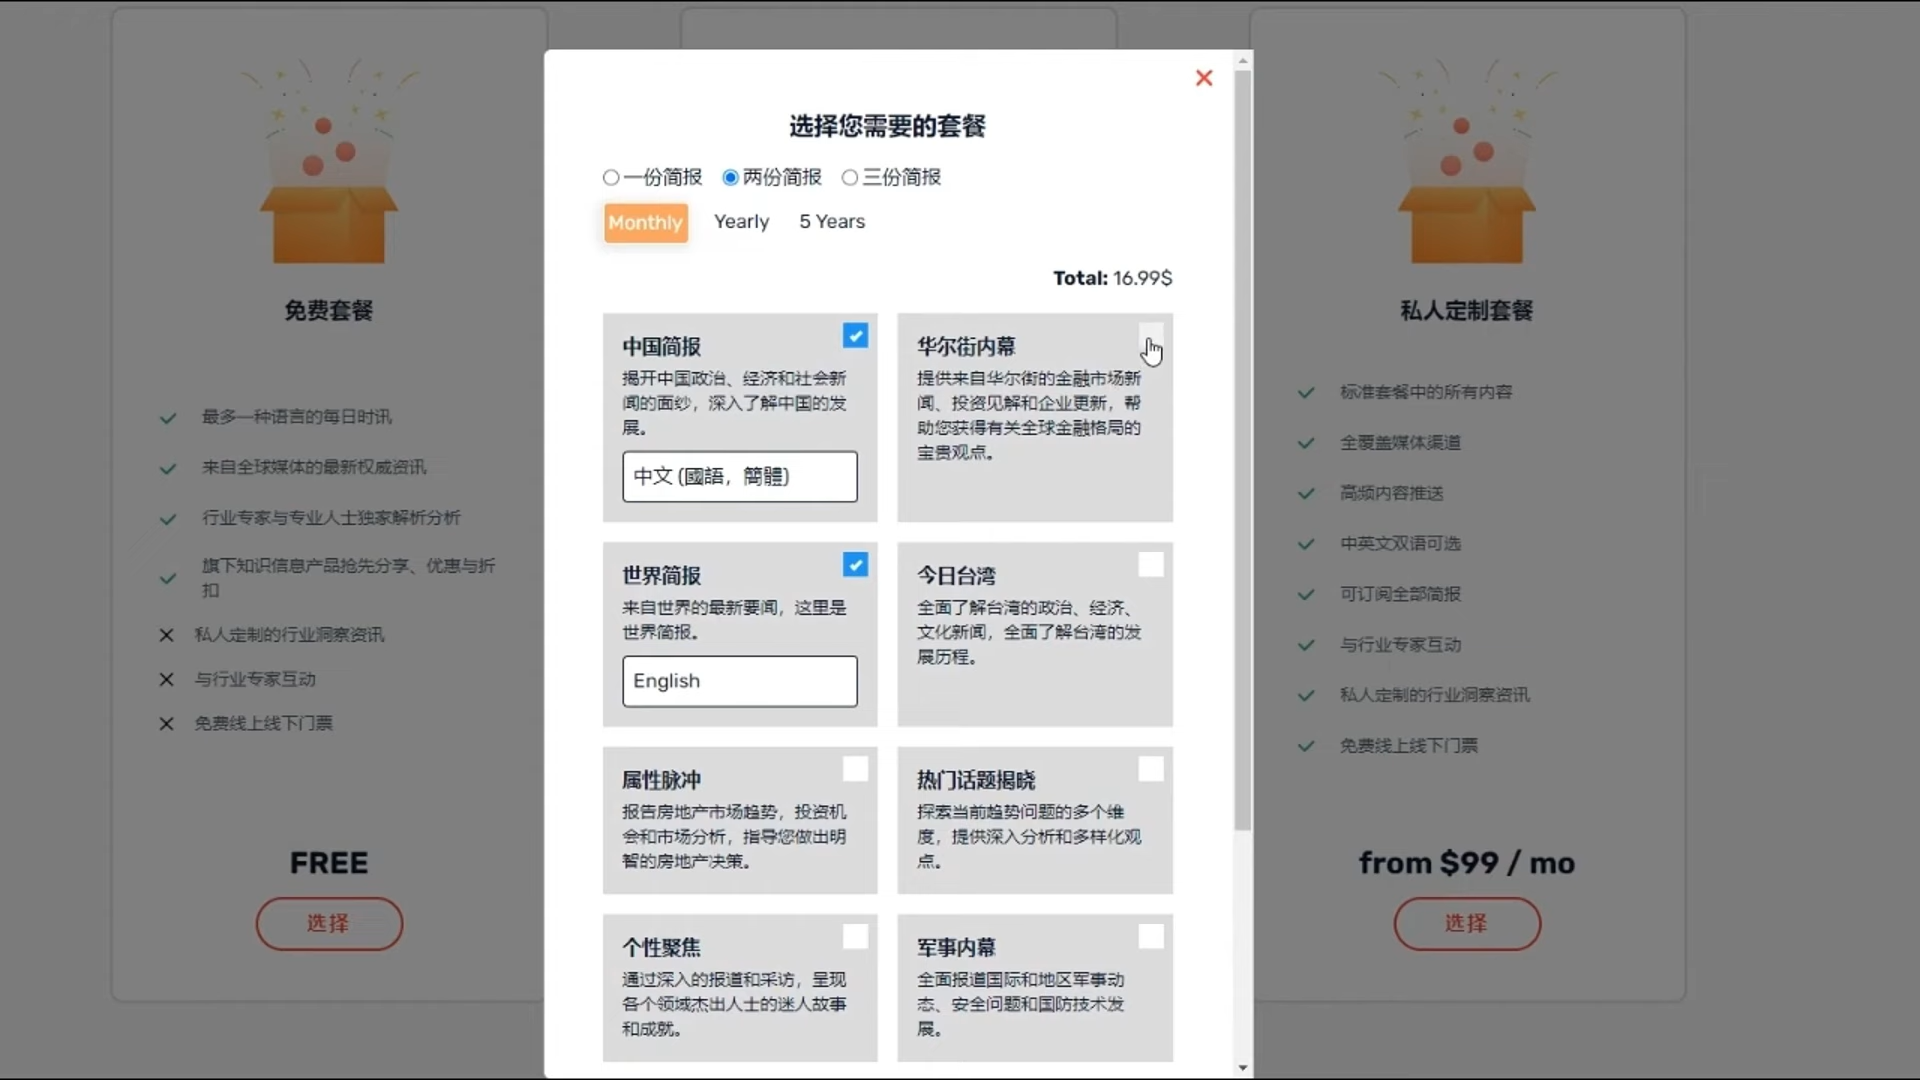 选择您需要的套餐
一份简报 两份简报 三份简报
Monthly Yearly 5 Years
Total: 16.99$
中国简报
揭开中国政治、经济和社会新
闻的面纱，深入了解中国的发
展。
中文 (國語，簡體)
华尔街内幕
提供来自华尔街的金融市场新
闻、投资见解和企业更新，帮
助您获得有关全球金融格局的
宝贵观点。
世界简报
来自世界的最新要闻，这里是
世界简报。
English
今日台湾
全面了解台湾的政治、经济、
文化新闻，全面了解台湾的发
展历程。
属性脉冲
报告房地产市场趋势，投资机
会和市场分析，指导您做出明
智的房地产决策。
热门话题揭晓
探索当前趋势问题的多个维
度，提供深入分析和多样化观
点。
个性聚焦
通过深入的报道和采访，呈现
各个领域杰出人士的迷人故事
和成就。
军事内幕
全面报道国际和地区军事动
态、安全问题和国防技术发
展。
免费套餐
最多一种语言的每日时讯
来自全球媒体的最新权威资讯
行业专家与专业人士独家解析分析
旗下知识信息产品抢先分享、优惠与折
扣
私人定制的行业洞察资讯
与行业专家互动
免费线上线下门票
FREE
选择
私人定制套餐
标准套餐中的所有内容
全覆盖媒体渠道
高频内容推送
中英文双语可选
可订阅全部简报
与行业专家互动
私人定制的行业洞察资讯
免费线上线下门票
from $99 / mo
选择